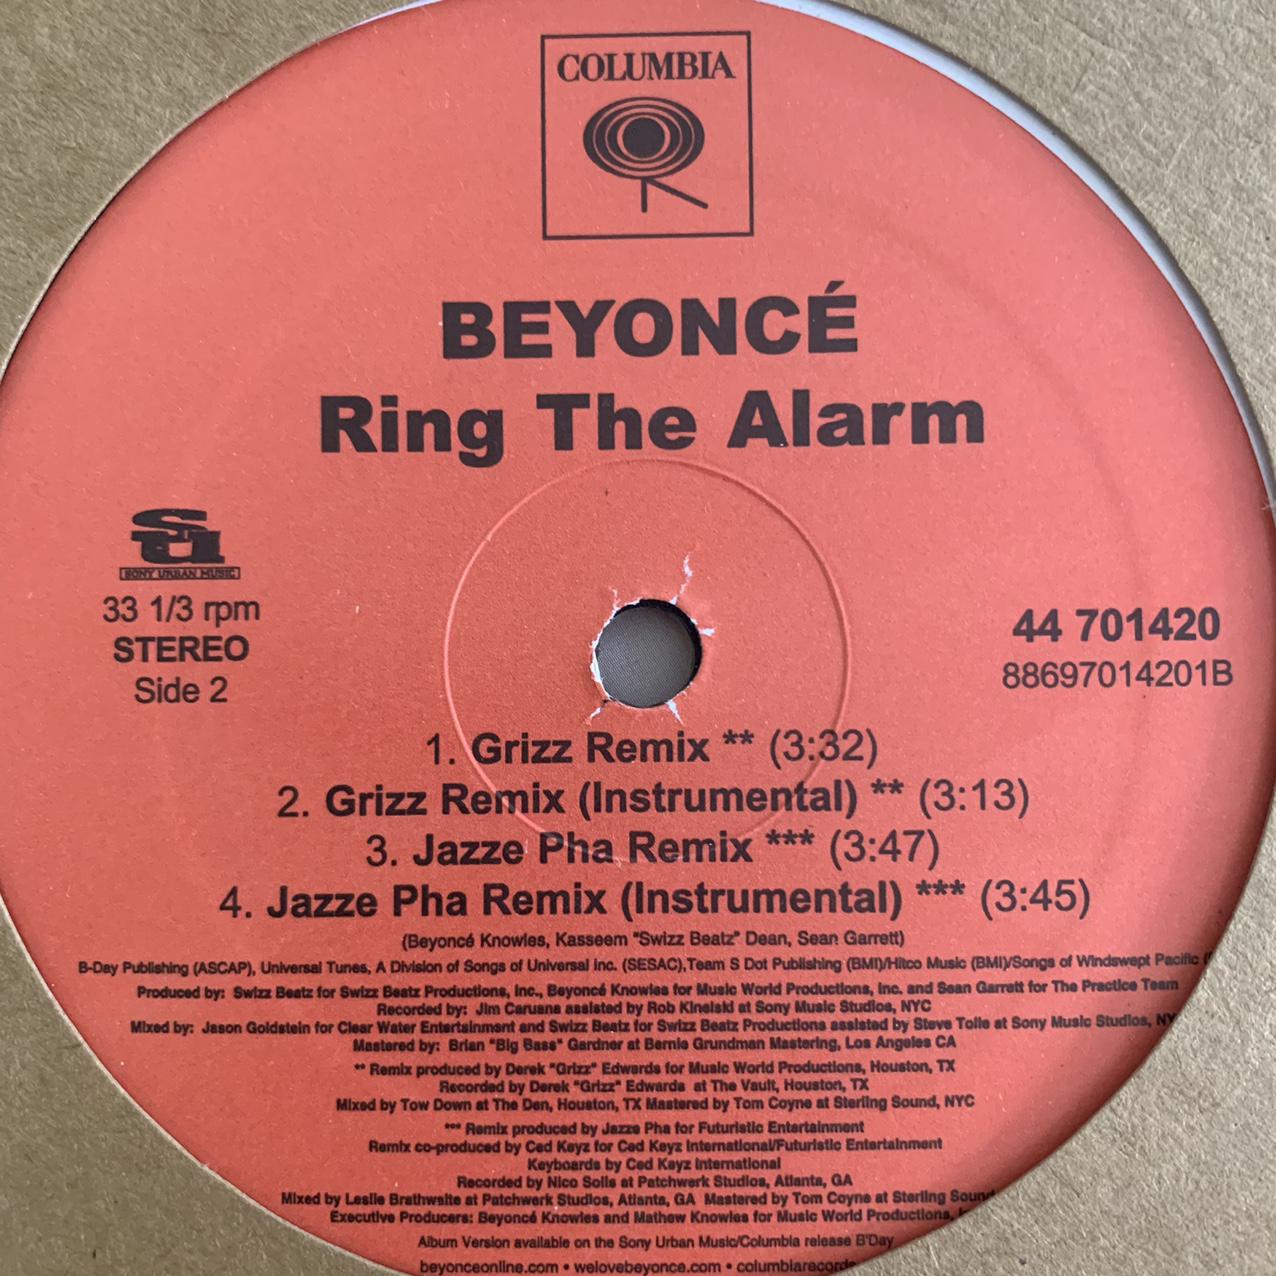 COLUMBIA
BEYONCÉ
Ring The Alarm
SONY URBAN MUSIC
33 1/3 rpm
STEREO
Side 2
44 701420
88697014201B
1. Grizz Remix ** (3:32)
2. Grizz Remix (Instrumental) ** (3:13)
3. Jazze Pha Remix *** (3:47)
4. Jazze Pha Remix (Instrumental) *** (3:45)
(Beyoncé Knowles, Kasseem "Swizz Beatz" Dean, Sean Garrett)
B-Day Publishing (ASCAP), Universal Tunes, A Division of Songs of Universal Inc. (SESAC),Team S Dot Publishing (BMI)/Hitco Music (BMI)/Songs of Windswept Pacific
Produced by: Swizz Beatz for Swizz Beatz Productions, Inc., Beyoncé Knowles for Music World Productions, Inc. and Sean Garrett for The Practice Team
Recorded by: Jim Caruana assisted by Rob Kinelski at Sony Music Studios, NYC
Mixed by: Jason Goldstein for Clear Water Entertainment and Swizz Beatz for Swizz Beatz Productions assisted by Steve Tolle at Sony Music Studios, NY
Mastered by: Brian "Big Bass" Gardner at Bernie Grundman Mastering, Los Angeles CA
** Remix produced by Derek "Grizz" Edwards for Music World Productions, Houston, TX
Recorded by Derek "Grizz" Edwards at The Vault, Houston, TX
Mixed by Tow Down at The Den, Houston, TX Mastered by Tom Coyne at Sterling Sound, NYC
*** Remix produced by Jazze Pha for Futuristic Entertainment
Remix co-produced by Ced Keyz for Ced Keyz International/Futuristic Entertainment
Keyboards by Ced Keyz International
Recorded by Nico Solis at Patchwerk Studios, Atlanta, GA
Mixed by Leslie Brathwaite at Patchwerk Studios, Atlanta, GA Mastered by Tom Coyne at Sterling Sound
Executive Producers: Beyoncé Knowles and Mathew Knowles for Music World Productions,
Album Version available on the Sony Urban Music/Columbia release B'Day
beyonceonline.com • welovebeyonce.com • columbiarecords